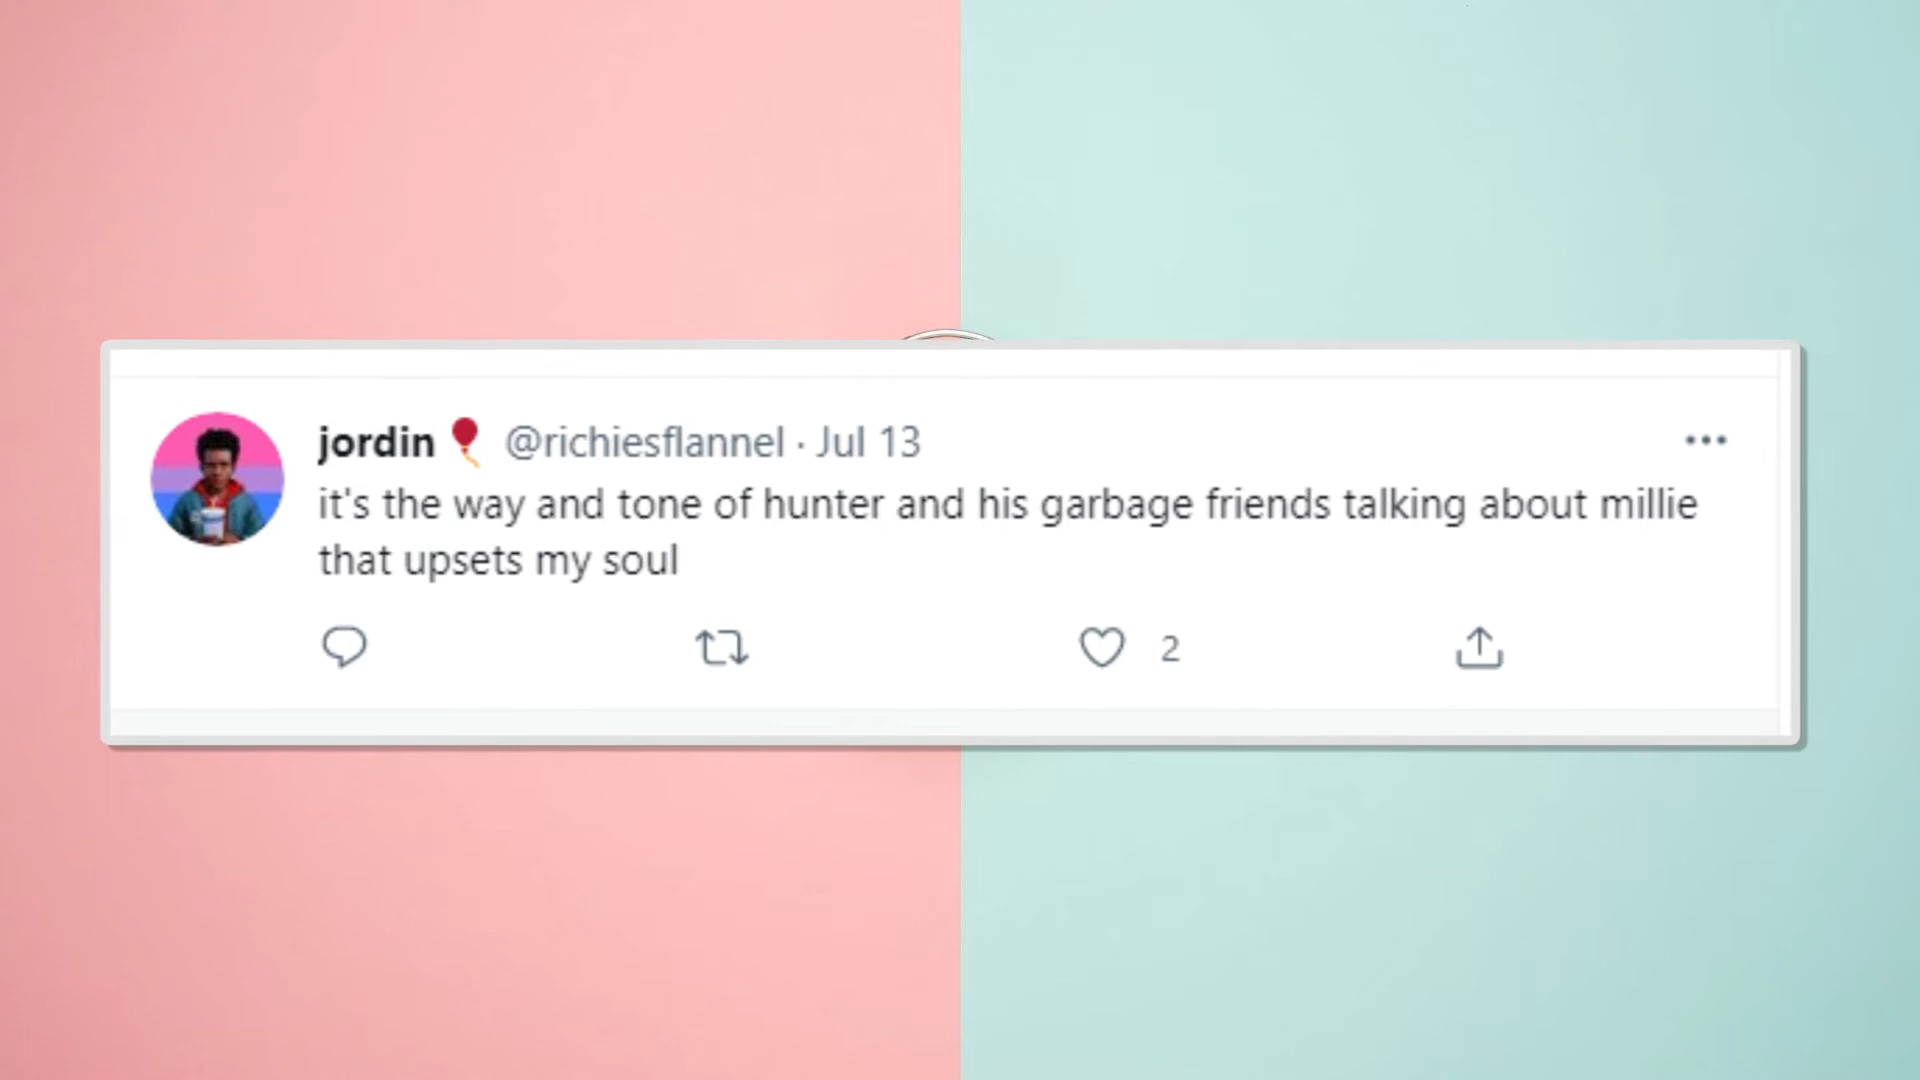 jordin🎈 @richiesflannel · Jul 13
it's the way and tone of hunter and his garbage friends talking about millie
that upsets my soul
2